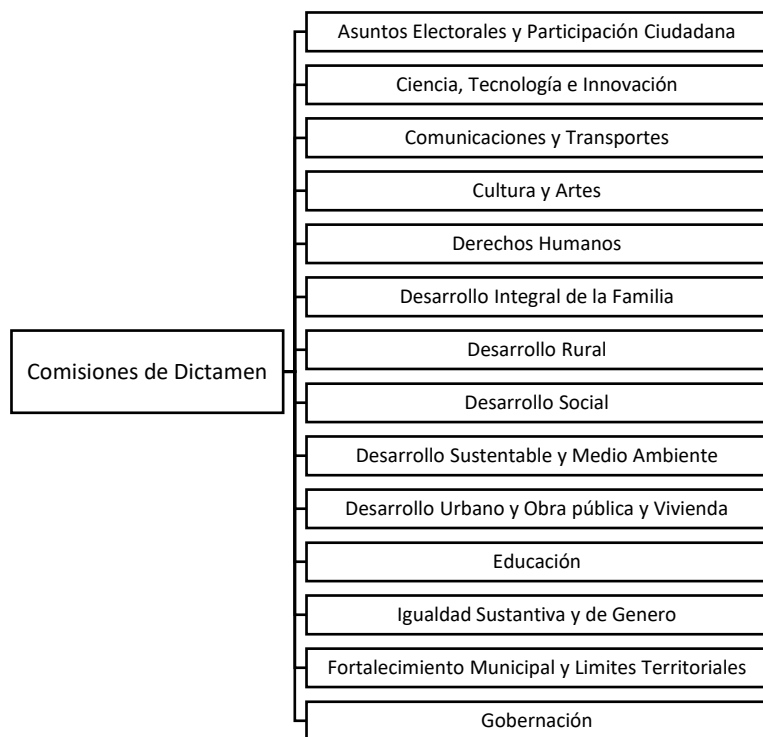 Comisiones de Dictamen
Asuntos Electorales y Participación Ciudadana
Ciencia, Tecnología e Innovación
Comunicaciones y Transportes
Cultura y Artes
Derechos Humanos
Desarrollo Integral de la Familia
Desarrollo Rural
Desarrollo Social
Desarrollo Sustentable y Medio Ambiente
Desarrollo Urbano y Obra pública y Vivienda
Educación
Igualdad Sustantiva y de Genero
Fortalecimiento Municipal y Limites Territoriales
Gobernación